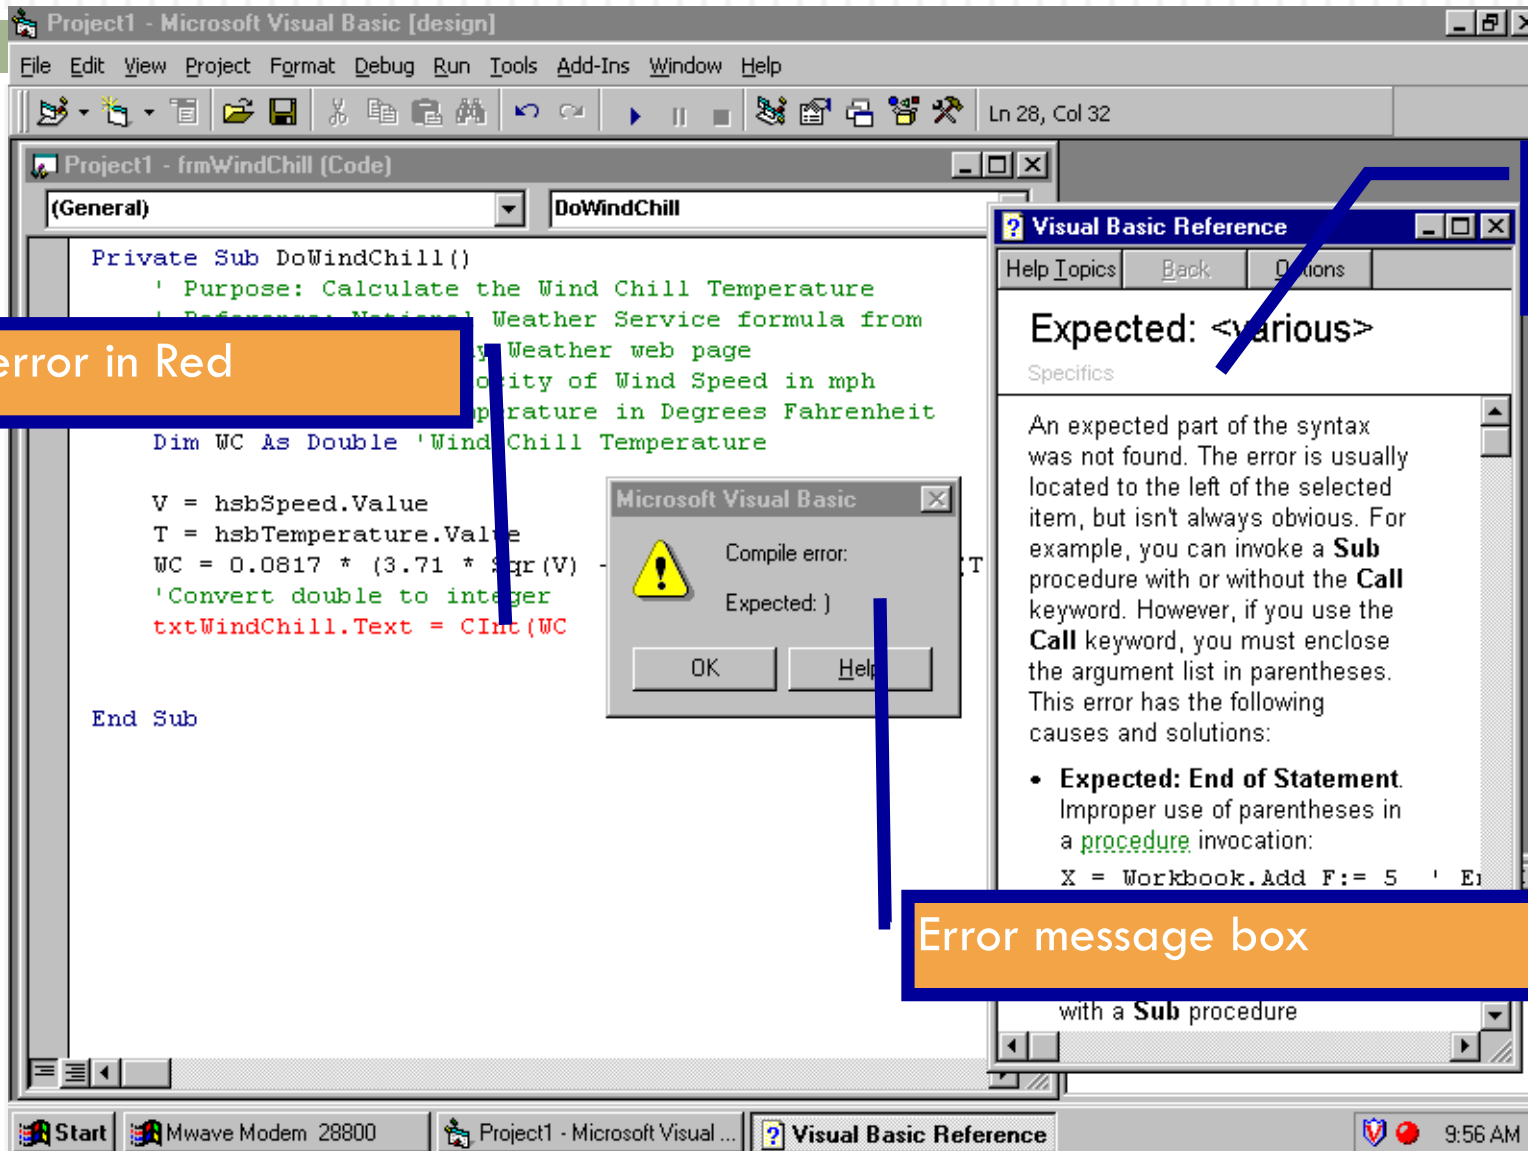 Project1 - Microsoft Visual Basic [design]
File Edit View Project Format Debug Run Tools Add-Ins Window Help
Ln 28, Col 32
Project1 - frmWindChill (Code)
(General) DoWindChill
Private Sub DoWindChill()
' Purpose: Calculate the Wind Chill Temperature
Weather Service formula from
Weather web page
of Wind Speed in mph
in Degrees Fahrenheit
Dim WC As Double 'Wind Chill Temperature
V = hsbSpeed.Value
T = hsbTemperature.Value
WC = 0.0817 * (3.71 * Sqr(V) -
'Convert double to integer
txtWindChill.Text = CInt(WC
End Sub
error in Red
Microsoft Visual Basic
Compile error:
Expected: )
OK Help
Visual Basic Reference
Help Topics Back Options
Expected: <various>
Specifics
An expected part of the syntax
was not found. The error is usually
located to the left of the selected
item, but isn't always obvious. For
example, you can invoke a Sub
procedure with or without the Call
keyword. However, if you use the
Call keyword, you must enclose
the argument list in parentheses.
This error has the following
causes and solutions:
• Expected: End of Statement.
Improper use of parentheses in
a procedure invocation:
X = Workbook.Add F:= 5 '
Error message box
with a Sub procedure
Start Mwave Modem 28800 Project1 - Microsoft Visual ... Visual Basic Reference 9:56 AM